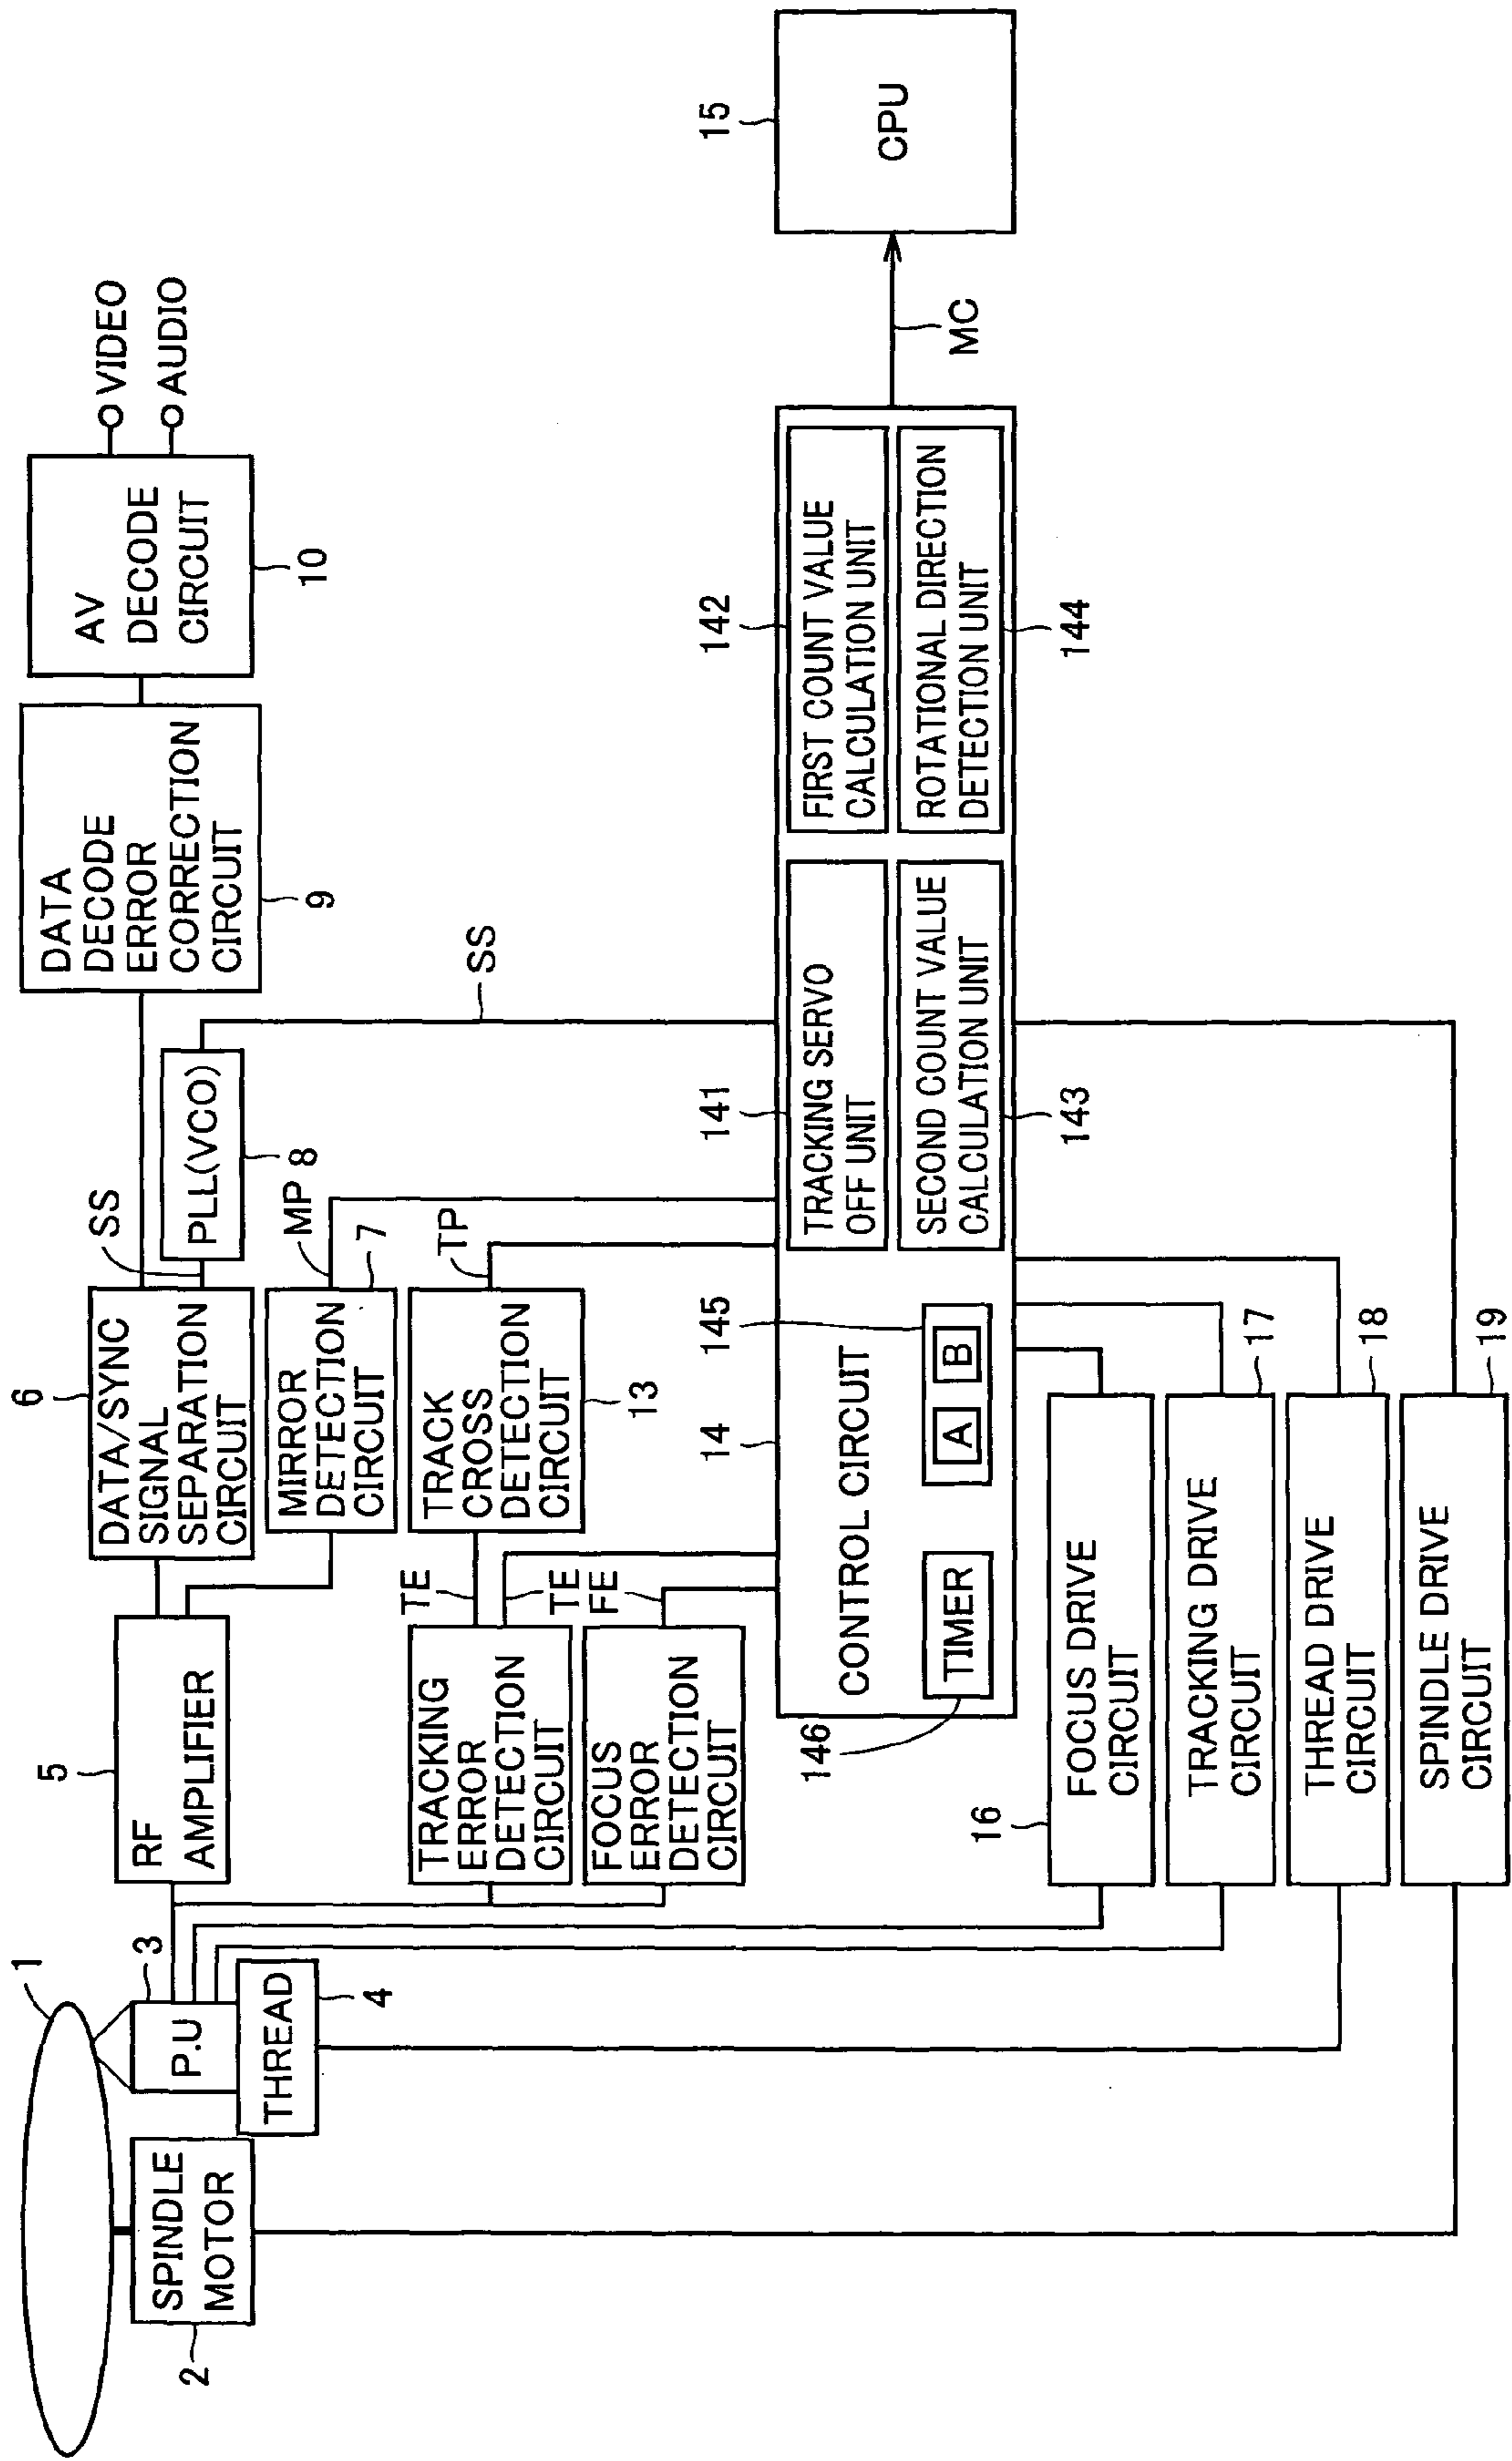 1
SPINDLE
MOTOR
2
P.U
3
THREAD
4
RF
AMPLIFIER
5
DATA/SYNC
SIGNAL
SEPARATION
CIRCUIT
6
SS
PLL(VCO)
8
SS
DATA
DECODE
ERROR
CORRECTION
CIRCUIT
9
AV
DECODE
CIRCUIT
10
VIDEO
AUDIO
MIRROR
DETECTION
CIRCUIT
7
MP
TRACKING
ERROR
DETECTION
CIRCUIT
TE
TE
TRACK
CROSS
DETECTION
CIRCUIT
13
TP
FOCUS
ERROR
DETECTION
CIRCUIT
FE
14
CONTROL CIRCUIT
TIMER
146
A
B
145
141
TRACKING SERVO
OFF UNIT
142
FIRST COUNT VALUE
CALCULATION UNIT
SECOND COUNT VALUE
CALCULATION UNIT
143
ROTATIONAL DIRECTION
DETECTION UNIT
144
MC
15
CPU
16
FOCUS DRIVE
CIRCUIT
TRACKING DRIVE
CIRCUIT
17
THREAD DRIVE
CIRCUIT
18
SPINDLE DRIVE
CIRCUIT
19